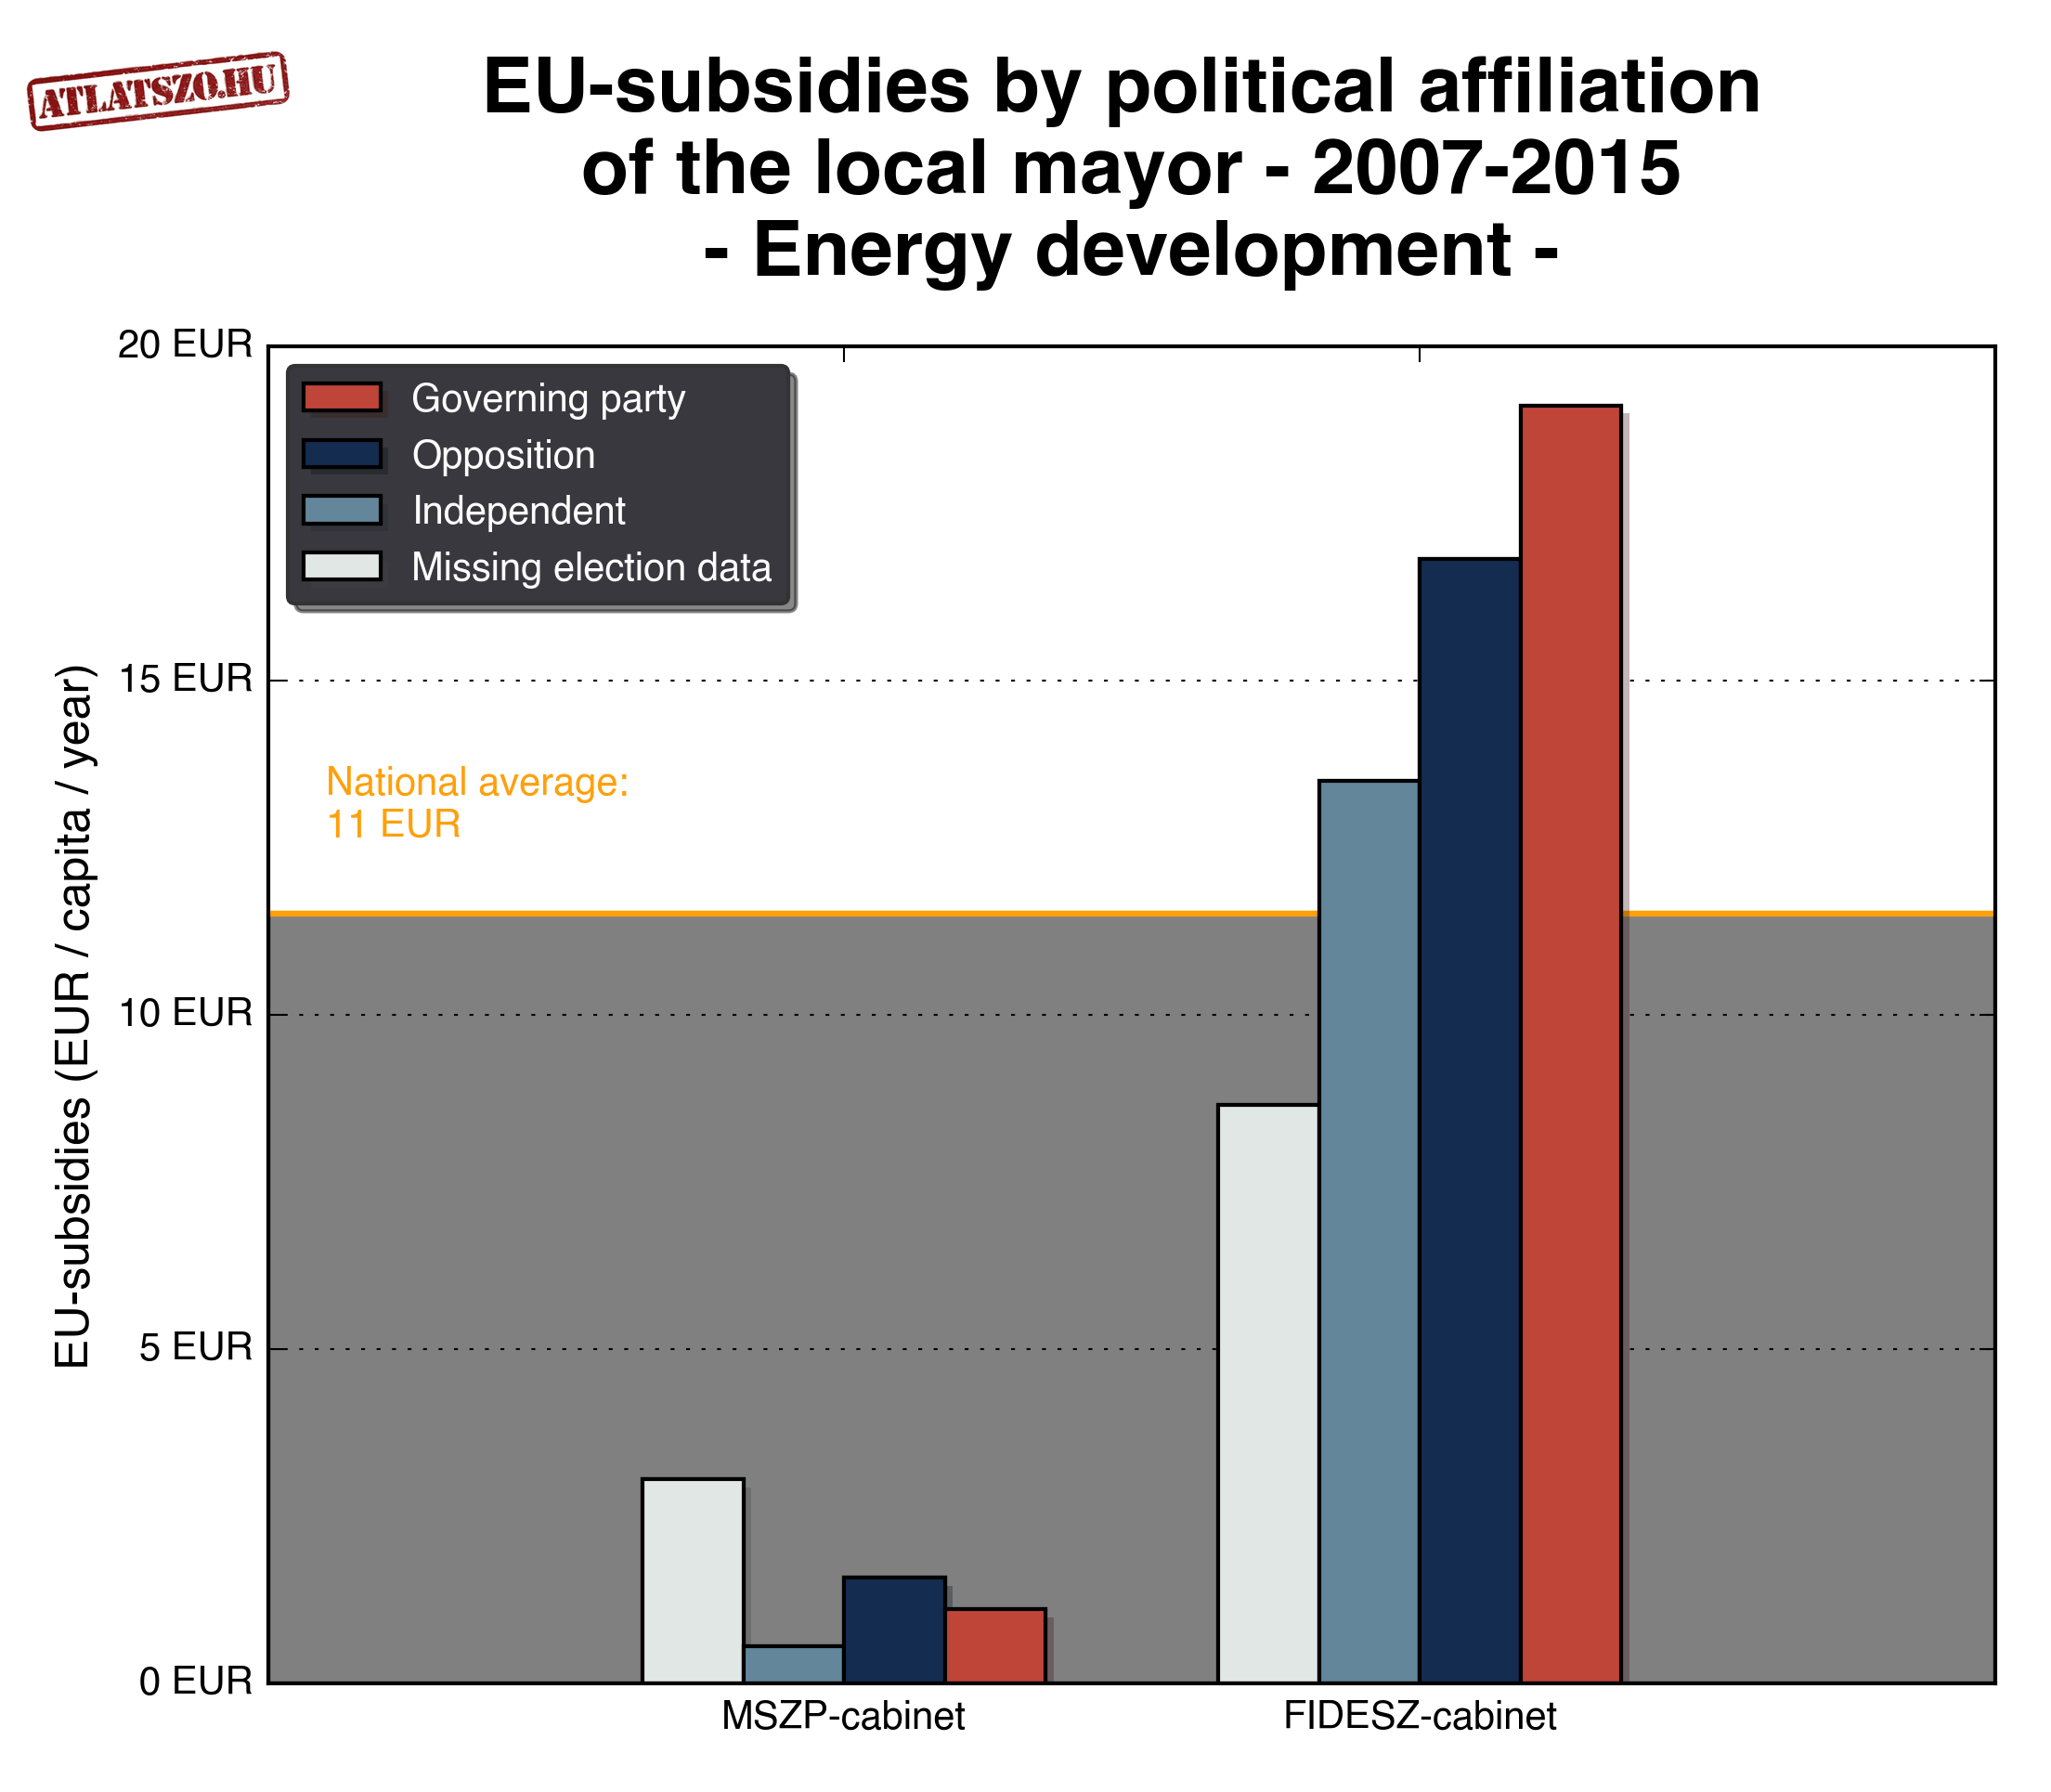 ATLATSZO.HU
EU-subsidies by political affiliation
of the local mayor - 2007-2015
- Energy development -
20 EUR
15 EUR
10 EUR
5 EUR
0 EUR
EU-subsidies (EUR / capita / year)
Governing party
Opposition
Independent
Missing election data
National average:
11 EUR
MSZP-cabinet
FIDESZ-cabinet